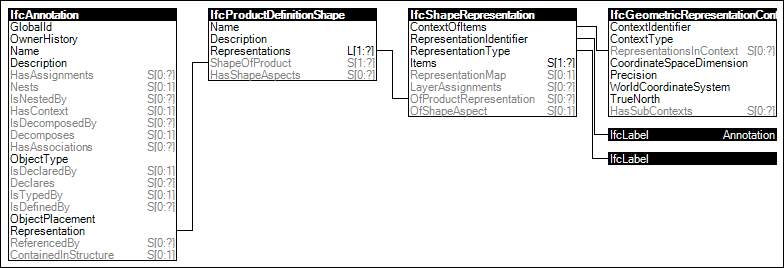 IfcAnnotation
GlobalId
OwnerHistory
Name
Description
HasAssignments S[0:?]
Nests S[0:1]
IsNestedBy S[0:?]
HasContext S[0:1]
IsDecomposedBy S[0:?]
Decomposes S[0:1]
HasAssociations S[0:?]
ObjectType
IsDeclaredBy S[0:1]
Declares S[0:?]
IsTypedBy S[0:1]
IsDefinedBy S[0:?]
ObjectPlacement
Representation
ReferencedBy S[0:?]
ContainedInStructure S[0:1]
IfcProductDefinitionShape
Name
Description
Representations L[1:?]
ShapeOfProduct S[1:?]
HasShapeAspects S[0:?]
IfcShapeRepresentation
ContextOfItems
RepresentationIdentifier
RepresentationType
Items S[1:?]
RepresentationMap S[0:1]
LayerAssignments S[0:?]
OfProductRepresentation S[0:?]
OfShapeAspect S[0:1]
IfcGeometricRepresentationCon
ContextIdentifier
ContextType
RepresentationsInContext S[0:?]
CoordinateSpaceDimension
Precision
WorldCoordinateSystem
TrueNorth
HasSubContexts S[0:?]
IfcLabel Annotation
IfcLabel